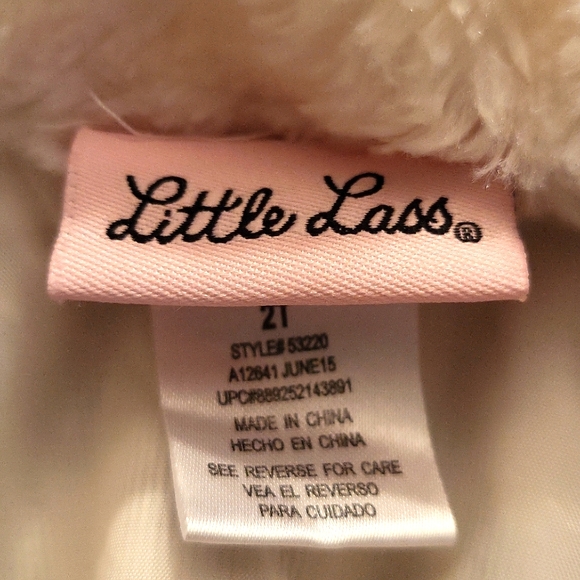 Little Lass®
2T
STYLE# 53220
A12641 JUNE15
UPC#889252143891
MADE IN CHINA
HECHO EN CHINA
SEE REVERSE FOR CARE
VEA EL REVERSO
PARA CUIDADO